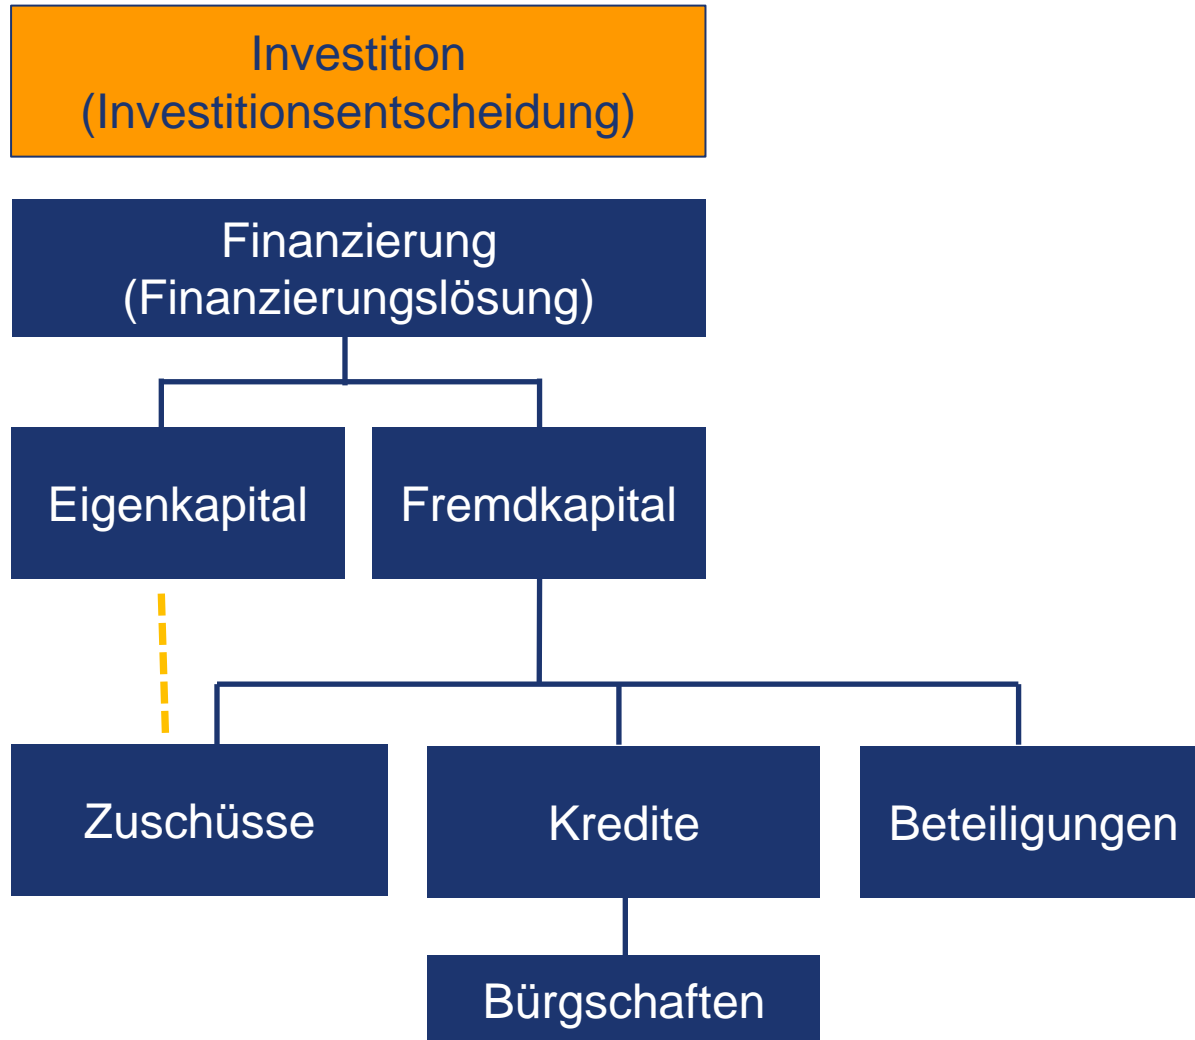 Investition
(Investitionsentscheidung)
Finanzierung
(Finanzierungslösung)
Eigenkapital
Fremdkapital
Zuschüsse
Kredite
Beteiligungen
Bürgschaften